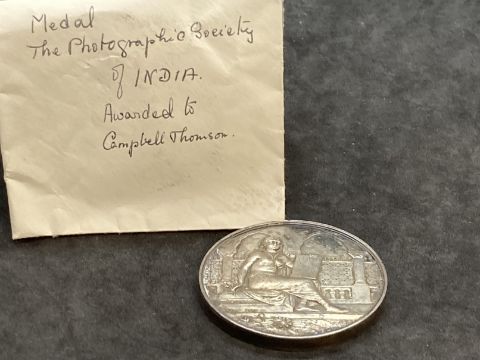 Medal
The Photographic Society
of INDIA.
Awarded to
Campbell Thomson.